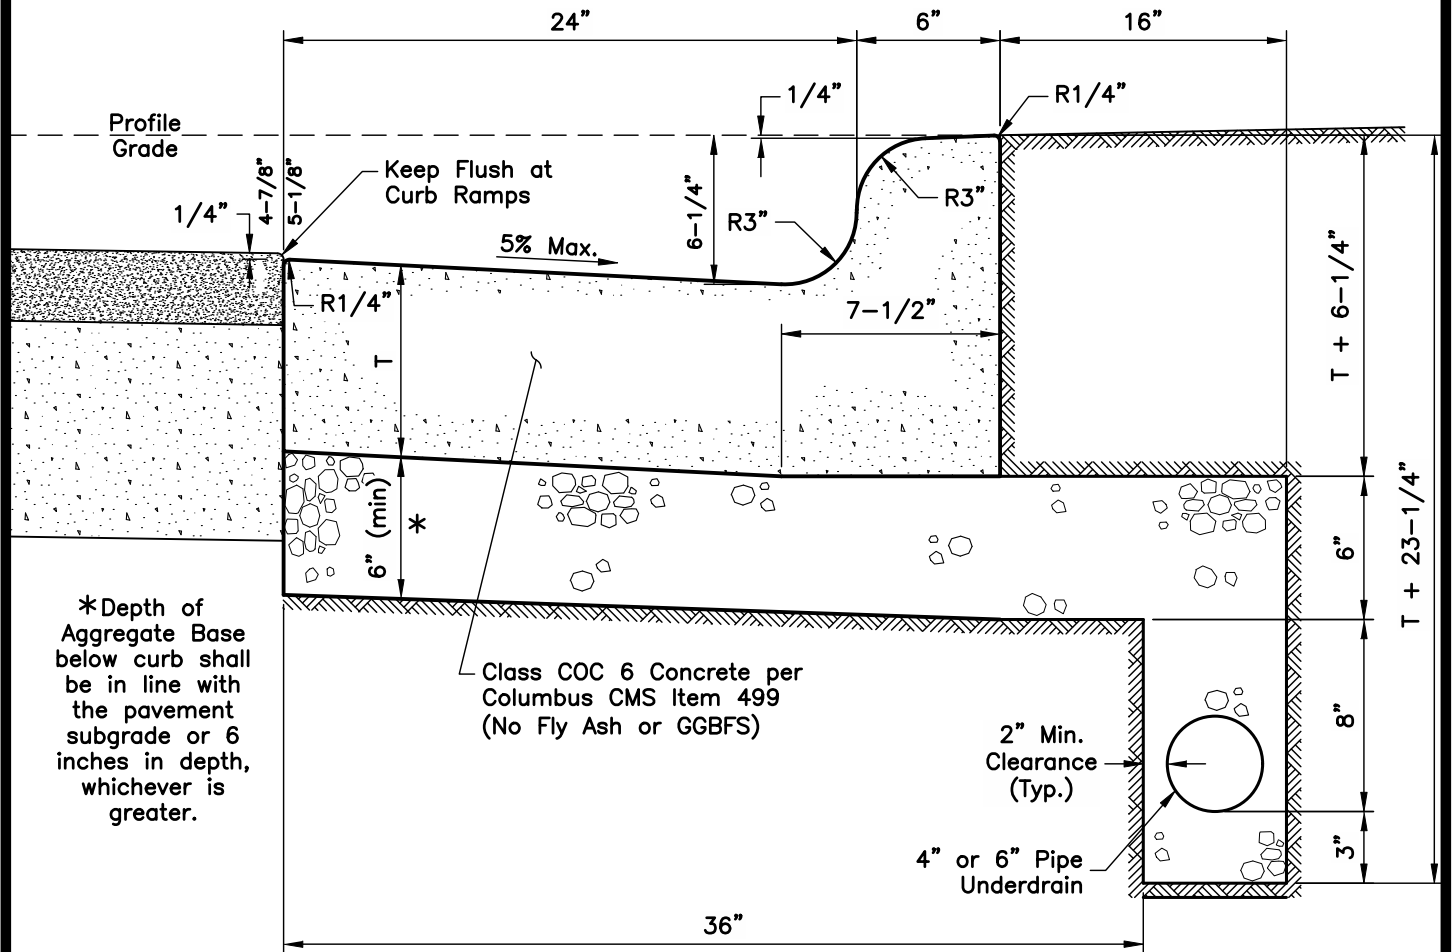 24”
6”
16”
1/4”
R1/4”
Profile
Grade
4-7/8”
5-1/8”
Keep Flush at
Curb Ramps
1/4”
6-1/4”
R3”
R3”
5% Max.
R1/4”
7-1/2”
T
T + 6-1/4”
6” (min)
*
6”
T + 23-1/4”
*Depth of
Aggregate Base
below curb shall
be in line with
the pavement
subgrade or 6
inches in depth,
whichever is
greater.
Class COC 6 Concrete per
Columbus CMS Item 499
(No Fly Ash or GGBFS)
8”
2” Min.
Clearance
(Typ.)
3”
4” or 6” Pipe
Underdrain
36”